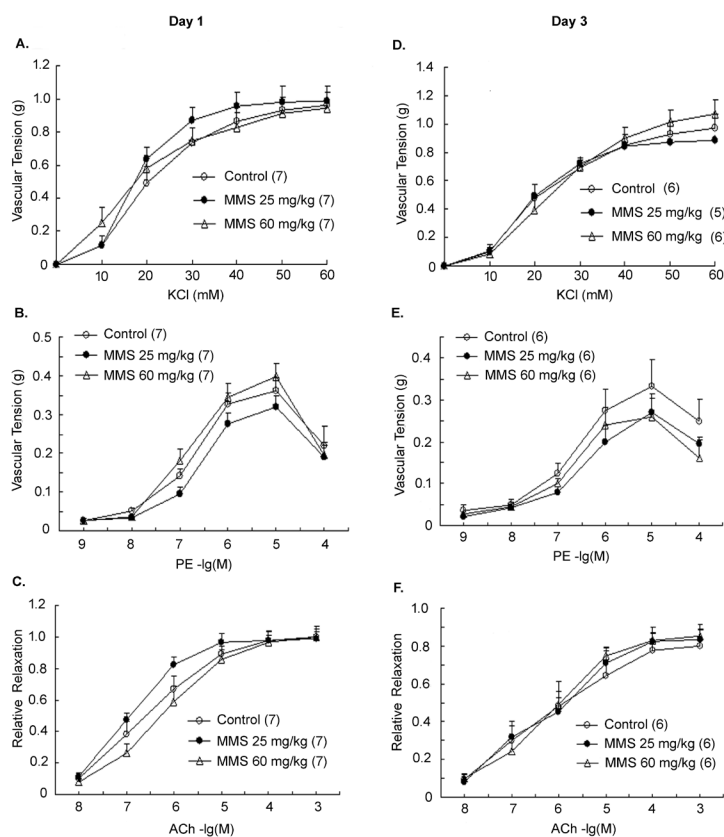 Day 1
Day 3
A.
1.2
1.0
0.8
0.6
0.4
0.2
0
Vascular Tension (g)
Control (7)
MMS 25 mg/kg (7)
MMS 60 mg/kg (7)
10 20 30 40 50 60
KCl (mM)
D.
1.4
1.2
1.0
0.8
0.6
0.4
0.2
0
Vascular Tension (g)
Control (6)
MMS 25 mg/kg (5)
MMS 60 mg/kg (6)
10 20 30 40 50 60
KCl (mM)
B.
0.5
0.4
0.3
0.2
0.1
0
Vascular Tension (g)
Control (7)
MMS 25 mg/kg (7)
MMS 60 mg/kg (7)
9 8 7 6 5 4
PE -lg(M)
E.
0.4
0.3
0.2
0.1
0
Vascular Tension (g)
Control (6)
MMS 25 mg/kg (6)
MMS 60 mg/kg (6)
9 8 7 6 5 4
PE -lg(M)
C.
1.2
1.0
0.8
0.6
0.4
0.2
0
Relative Relaxation
Control (7)
MMS 25 mg/kg (7)
MMS 60 mg/kg (7)
8 7 6 5 4 3
ACh -lg(M)
F.
1.0
0.8
0.6
0.4
0.2
0
Relative Relaxation
Control (6)
MMS 25 mg/kg (6)
MMS 60 mg/kg (6)
8 7 6 5 4 3
ACh -lg(M)